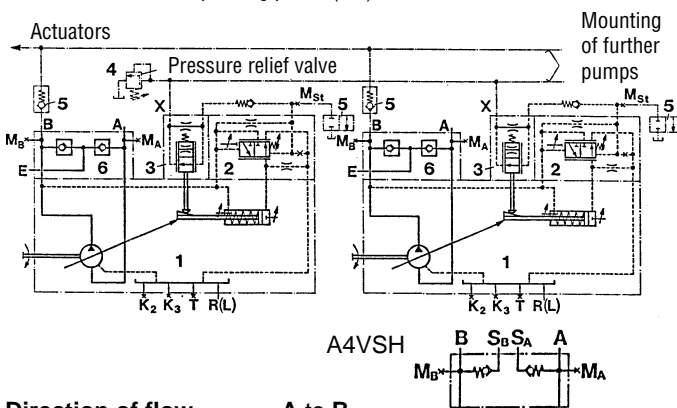 Actuators
Mounting
of further
pumps
4
Pressure relief valve
5
X
MSt
5
5
X
MSt
5
B
A
B
A
MB
MA
MB
MA
E
6
3
2
E
6
3
2
1
1
K2 K3 T R(L)
K2 K3 T R(L)
A4VSH
B SB SA A
MB
MA
Direction of flow A to B